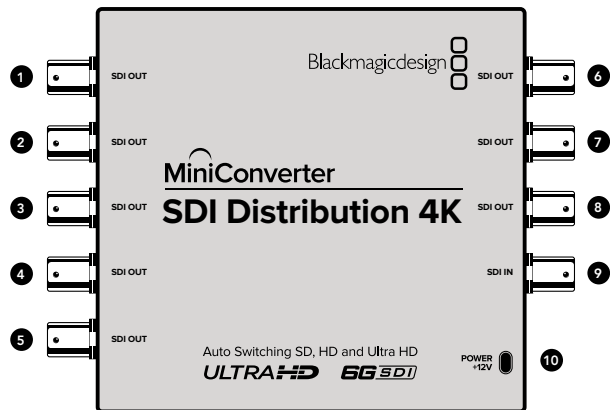 Blackmagicdesign
1 SDI OUT
SDI OUT 6
2 SDI OUT
SDI OUT 7
MiniConverter
3 SDI OUT
SDI Distribution 4K
SDI OUT 8
4 SDI OUT
SDI IN 9
5 SDI OUT
Auto Switching SD, HD and Ultra HD
ULTRAHD 6G SDI
POWER
+12V
10